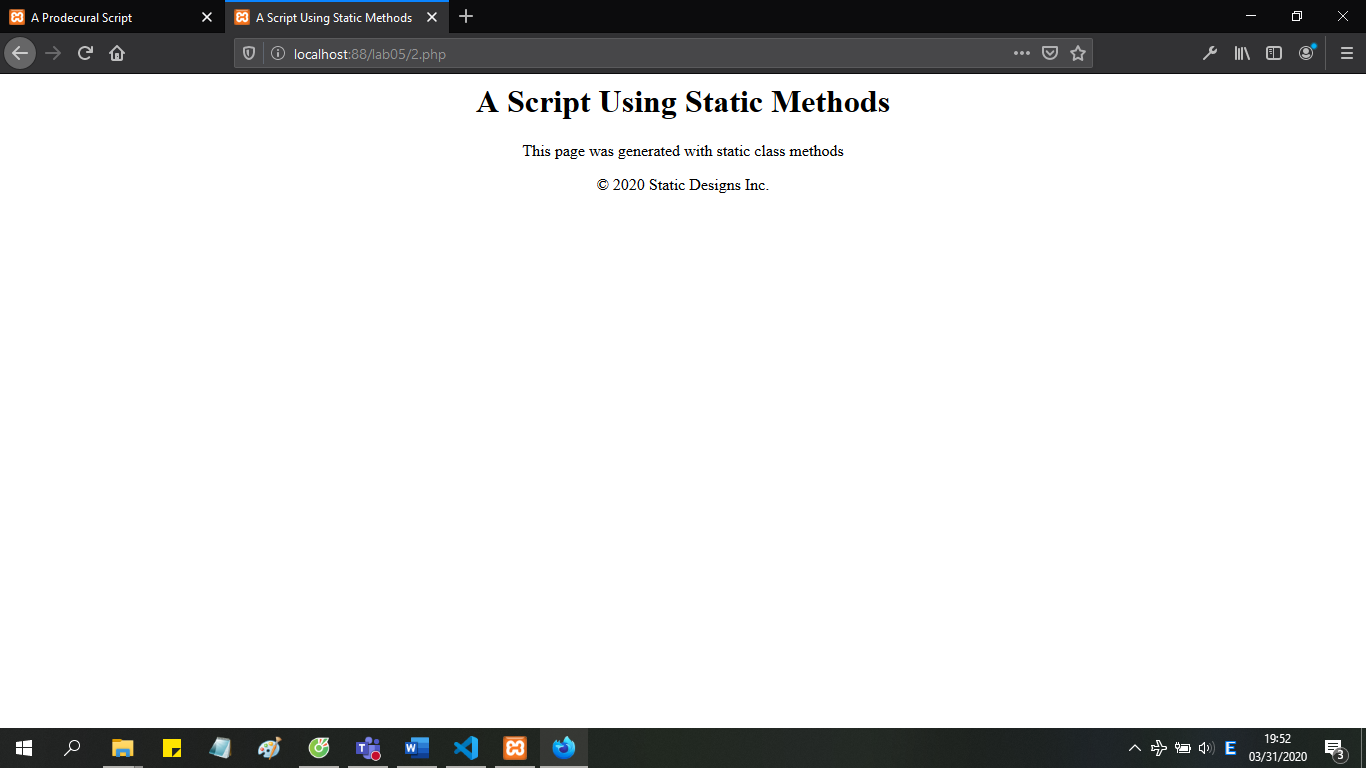 A Prodecural Script
A Script Using Static Methods
localhost:88/lab05/2.php
A Script Using Static Methods
This page was generated with static class methods
© 2020 Static Designs Inc.
E
19:52
03/31/2020
3